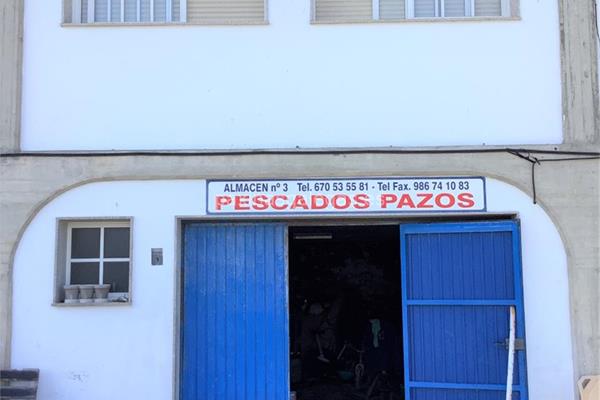 ALMACEN nº 3 Tel. 670 53 55 81 - Tel Fax. 986 74 10 83
PESCADOS PAZOS